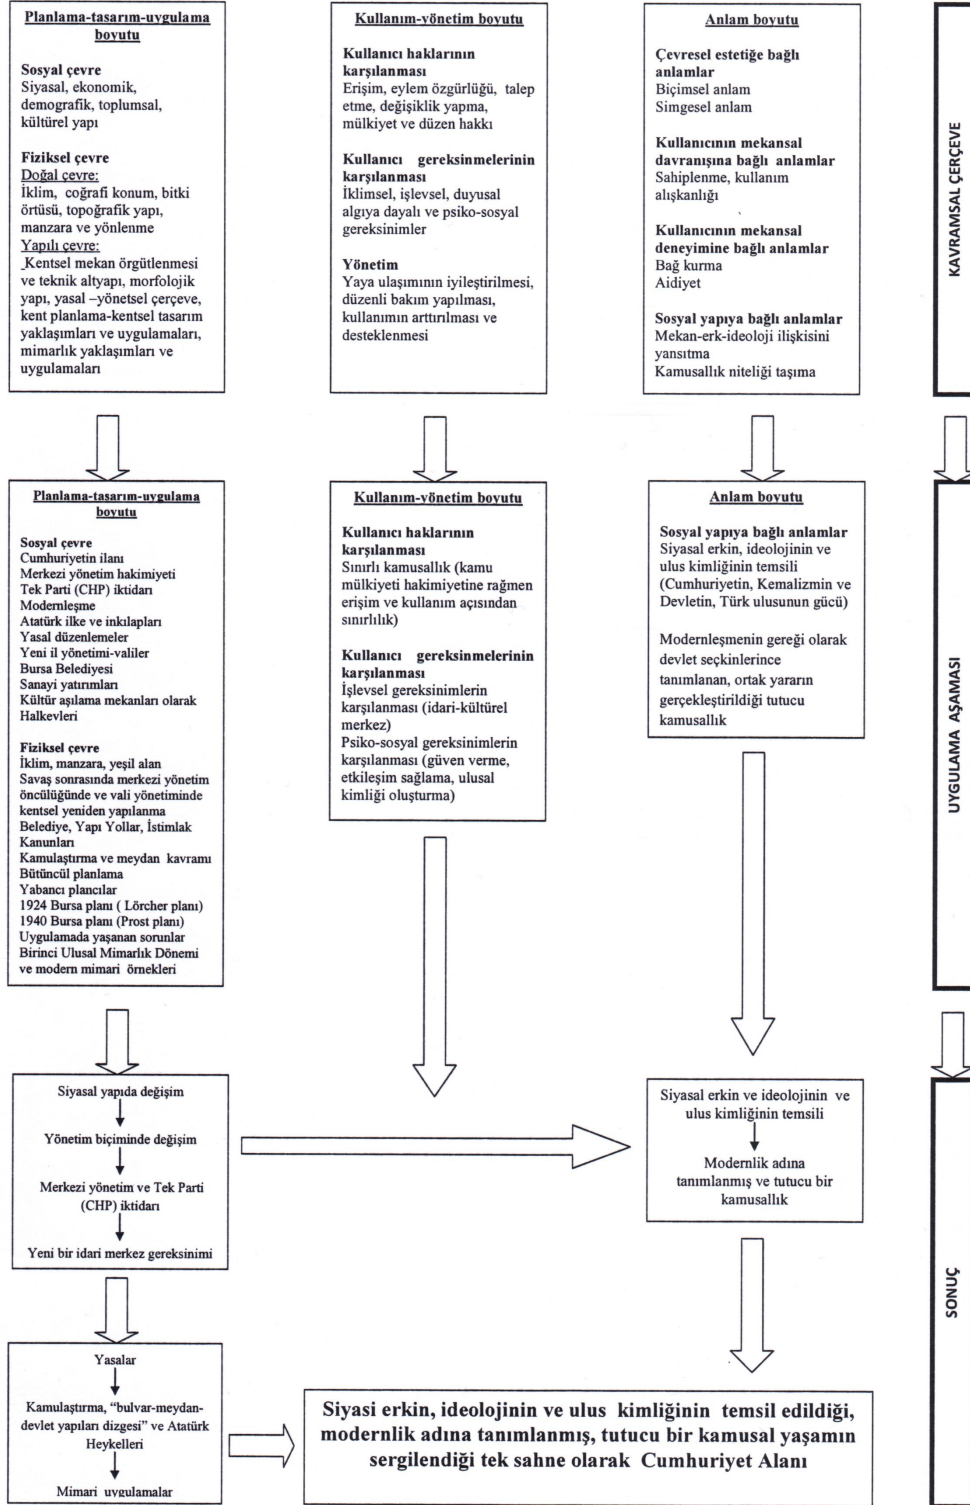 Planlama-tasarım-uygulama
boyutu
Sosyal çevre
Siyasal, ekonomik,
demografik, toplumsal,
kültürel yapı
Fiziksel çevre
Doğal çevre:
İklim, coğrafi konum, bitki
örtüsü, topoğrafik yapı,
manzara ve yönlenme
Yapılı çevre:
Kentsel mekan örgütlenmesi
ve teknik altyapı, morfolojik
yapı, yasal –yönetsel çerçeve,
kent planlama-kentsel tasarım
yaklaşımları ve uygulamaları,
mimarlık yaklaşımları ve
uygulamaları
Kullanım-yönetim boyutu
Kullanıcı haklarının
karşılanması
Erişim, eylem özgürlüğü, talep
etme, değişiklik yapma,
mülkiyet ve düzen hakkı
Kullanıcı gereksinmelerinin
karşılanması
İklimsel, işlevsel, duyusal
algıya dayalı ve psiko-sosyal
gereksinimler
Yönetim
Yaya ulaşımının iyileştirilmesi,
düzenli bakım yapılması,
kullanımın arttırılması ve
desteklenmesi
Anlam boyutu
Çevresel estetiğe bağlı
anlamlar
Biçimsel anlam
Simgesel anlam
Kullanıcının mekansal
davranışına bağlı anlamlar
Sahiplenme, kullanım
alışkanlığı
Kullanıcının mekansal
deneyimine bağlı anlamlar
Bağ kurma
Aidiyet
Sosyal yapıya bağlı anlamlar
Mekan-erk-ideoloji ilişkisini
yansıtma
Kamusallık niteliği taşıma
KAVRAMSAL ÇERÇEVE
Planlama-tasarım-uygulama
boyutu
Sosyal çevre
Cumhuriyetin ilanı
Merkezi yönetim hakimiyeti
Tek Parti (CHP) iktidarı
Modernleşme
Atatürk ilke ve inkılapları
Yasal düzenlemeler
Yeni il yönetimi-valiler
Bursa Belediyesi
Sanayi yatırımları
Kültür aşılama mekanları olarak
Halkevleri
Fiziksel çevre
İklim, manzara, yeşil alan
Savaş sonrasında merkezi yönetim
öncülüğünde ve vali yönetiminde
kentsel yeniden yapılanma
Belediye, Yapı Yollar, İstimlak
Kanunları
Kamulaştırma ve meydan kavramı
Bütüncül planlama
Yabancı plancılar
1924 Bursa planı ( Lörcher planı)
1940 Bursa planı (Prost planı)
Uygulamada yaşanan sorunlar
Birinci Ulusal Mimarlık Dönemi
ve modern mimari örnekleri
Kullanım-yönetim boyutu
Kullanıcı haklarının
karşılanması
Sınırlı kamusallık (kamu
mülkiyeti hakimiyetine rağmen
erişim ve kullanım açısından
sınırlılık)
Kullanıcı gereksinmelerinin
karşılanması
İşlevsel gereksinimlerin
karşılanması (idari-kültürel
merkez)
Psiko-sosyal gereksinimlerin
karşılanması (güven verme,
etkileşim sağlama, ulusal
kimliği oluşturma)
Anlam boyutu
Sosyal yapıya bağlı anlamlar
Siyasal erkin, ideolojinin ve
ulus kimliğinin temsili
(Cumhuriyetin, Kemalizmin ve
Devletin, Türk ulusunun gücü)
Modernleşmenin gereği olarak
devlet seçkinlerince
tanımlanan, ortak yararın
gerçekleştirildiği tutucu
kamusallık
UYGULAMA AŞAMASI
Siyasal yapıda değişim
Yönetim biçiminde değişim
Merkezi yönetim ve Tek Parti
(CHP) iktidarı
Yeni bir idari merkez gereksinimi
Siyasal erkin ve ideolojinin ve
ulus kimliğinin temsili
Modernlik adına
tanımlanmış ve tutucu bir
kamusallık
SONUÇ
Yasalar
Kamulaştırma, “bulvar-meydan-
devlet yapıları dizgesi” ve Atatürk
Heykelleri
Mimari uygulamalar
Siyasi erkin, ideolojinin ve ulus kimliğinin temsil edildiği,
modernlik adına tanımlanmış, tutucu bir kamusal yaşamın
sergilendiği tek sahne olarak Cumhuriyet Alanı